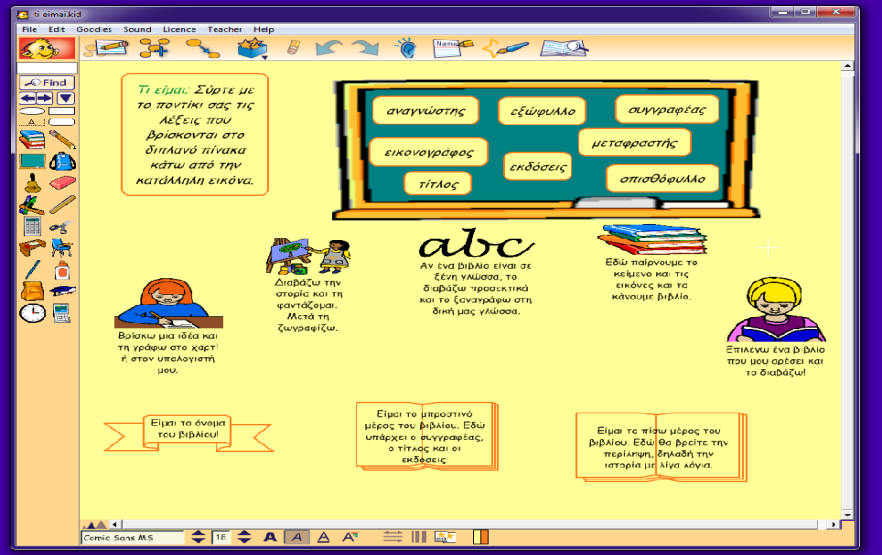 ti eimai.kid
File Edit Goodies Sound Licence Teacher Help
Name
Find
A
Τι είμαι; Σύρτε με
το ποντίκι σας τις
λέξεις που
βρίσκονται στο
διπλανό πίνακα
κάτω από την
κατάλληλη εικόνα.
αναγνώστης
εξώφυλλο
συγγραφέας
εικονογράφος
μεταφραστής
εκδόσεις
τίτλος
οπισθόφυλλο
Βρίσκω μια ιδέα και
τη γράφω στο χαρτί
ή στον υπολογιστή
μου.
Διαβάζω την
ιστορία και τη
φαντάζομαι.
Μετά τη
ζωγραφίζω.
abc
Αν ένα βιβλίο είναι σε
ξένη γλώσσα, το
διαβάζω προσεκτικά
και το ξαναγράφω στη
δική μας γλώσσα.
Εδώ παίρνουμε το
κείμενο και τις
εικόνες και τα
κάνουμε βιβλίο.
Επιλέγω ένα βιβλίο
που μου αρέσει και
το διαβάζω!
Είμαι το όνομα
του βιβλίου!
Είμαι το μπροστινό
μέρος του βιβλίου. Εδώ
υπάρχει ο συγγραφέας,
ο τίτλος και οι
εκδόσεις.
Είμαι το πίσω μέρος του
βιβλίου. Εδώ θα βρείτε την
περίληψη, δηλαδή την
ιστορία με λίγα λόγια.
Comic Sans MS 18 A A A A